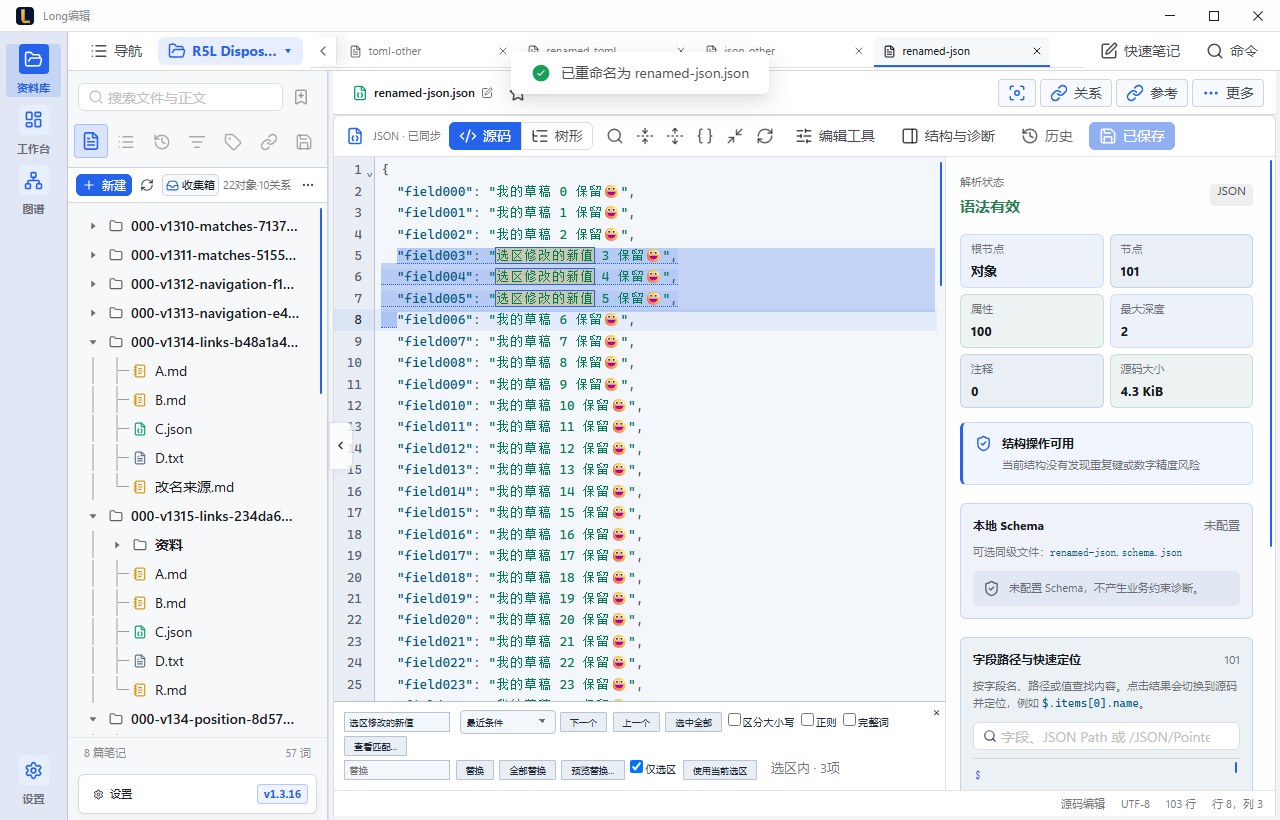 Long编辑
资料库
工作台
图谱
设置
导航
R5L Dispos...
toml-other
renamed-toml
json-other
renamed-json
快速笔记
命令
已重命名为 renamed-json.json
搜索文件与正文
renamed-json.json
关系
参考
更多
JSON · 已同步
源码
树形
编辑工具
结构与诊断
历史
已保存
新建
收集箱
22对象·10关系
000-v1310-matches-7137...
000-v1311-matches-5155...
000-v1312-navigation-f1...
000-v1313-navigation-e4...
000-v1314-links-b48a1a4...
A.md
B.md
C.json
D.txt
改名来源.md
000-v1315-links-234da6...
资料
A.md
B.md
C.json
D.txt
R.md
000-v134-position-8d57...
8 篇笔记
57 词
设置
v1.3.16
1 {
2 "field000": "我的草稿 0 保留😀",
3 "field001": "我的草稿 1 保留😀",
4 "field002": "我的草稿 2 保留😀",
5 "field003": "选区修改的新值 3 保留😀",
6 "field004": "选区修改的新值 4 保留😀",
7 "field005": "选区修改的新值 5 保留😀",
8 "field006": "我的草稿 6 保留😀",
9 "field007": "我的草稿 7 保留😀",
10 "field008": "我的草稿 8 保留😀",
11 "field009": "我的草稿 9 保留😀",
12 "field010": "我的草稿 10 保留😀",
13 "field011": "我的草稿 11 保留😀",
14 "field012": "我的草稿 12 保留😀",
15 "field013": "我的草稿 13 保留😀",
16 "field014": "我的草稿 14 保留😀",
17 "field015": "我的草稿 15 保留😀",
18 "field016": "我的草稿 16 保留😀",
19 "field017": "我的草稿 17 保留😀",
20 "field018": "我的草稿 18 保留😀",
21 "field019": "我的草稿 19 保留😀",
22 "field020": "我的草稿 20 保留😀",
23 "field021": "我的草稿 21 保留😀",
24 "field022": "我的草稿 22 保留😀",
25 "field023": "我的草稿 23 保留😀",
解析状态
语法有效
JSON
根节点
对象
节点
101
属性
100
最大深度
2
注释
0
源码大小
4.3 KiB
结构操作可用
当前结构没有发现重复键或数字精度风险
本地 Schema
未配置
可选同级文件：renamed-json.schema.json
未配置 Schema，不产生业务约束诊断。
字段路径与快速定位
101
按字段名、路径或值查找内容。点击结果会切换到源码
并定位，例如 $.items[0].name。
字段、JSON Path 或 /JSON/Pointe
$
选区修改的新值
最近条件
下一个
上一个
选中全部
区分大小写
正则
完整词
×
查看匹配…
替换
替换
全部替换
预览替换…
仅选区
使用当前选区
选区内 · 3项
源码编辑
UTF-8
103 行
行 8，列 3